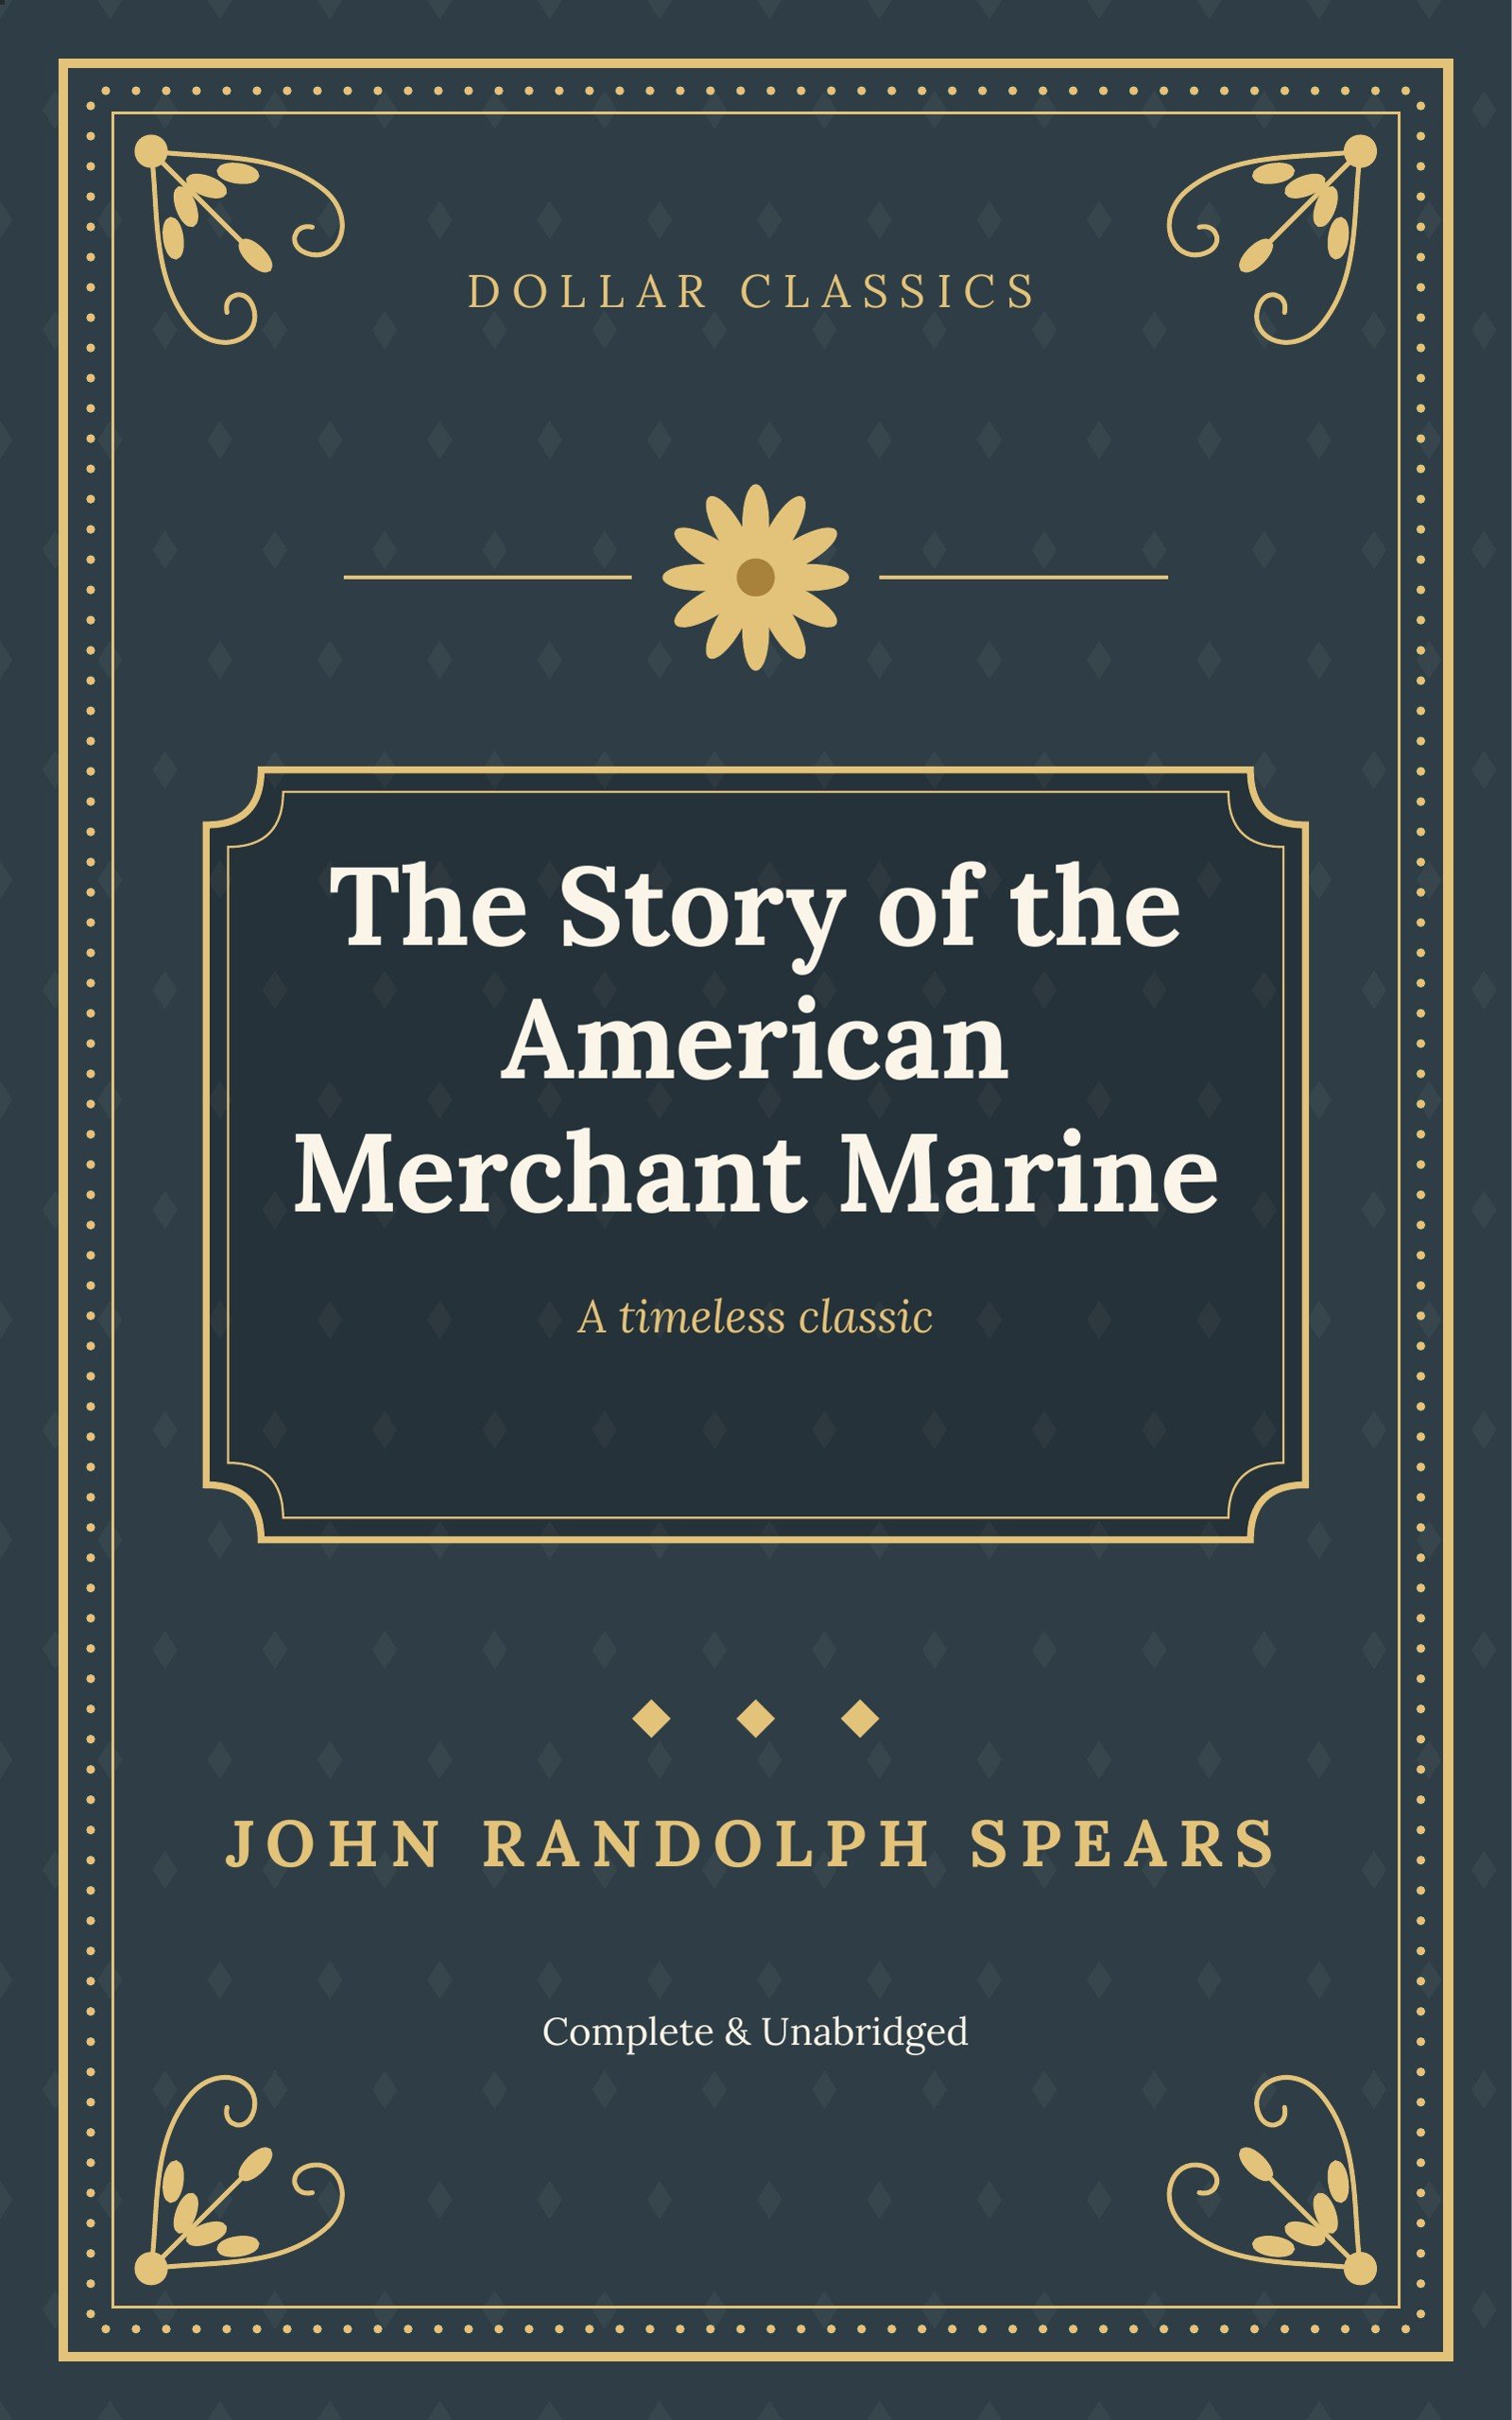 DOLLAR CLASSICS
The Story of the
American
Merchant Marine
A timeless classic
JOHN RANDOLPH SPEARS
Complete & Unabridged